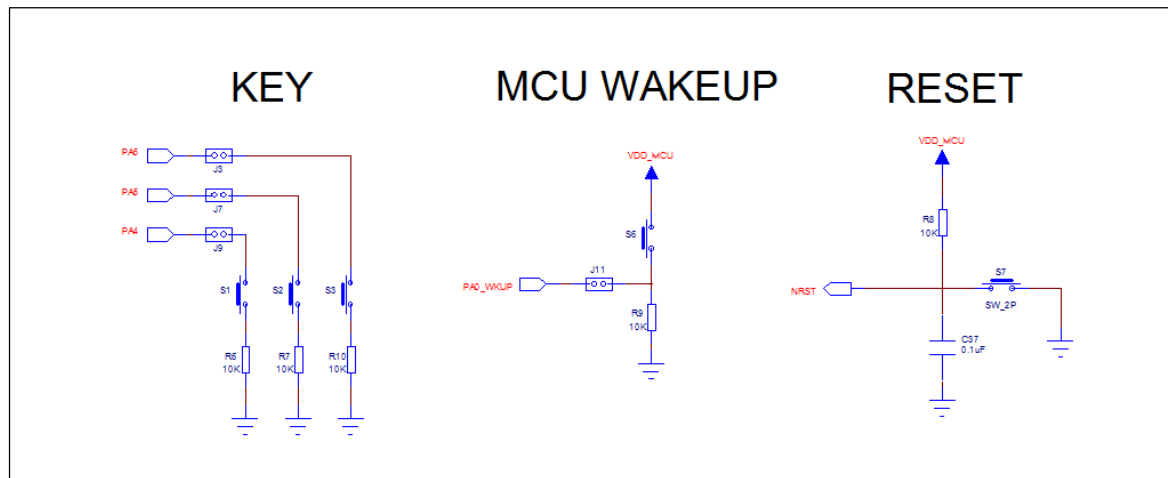 KEY
MCU WAKEUP
RESET
PA6
J3
PA5
J7
PA4
J9
S1
S2
S3
R6
10K
R7
10K
R10
10K
VDD_MCU
S6
J11
PA0_WKUP
R9
10K
VDD_MCU
R8
10K
S7
NRST
SW_2P
C37
0.1uF